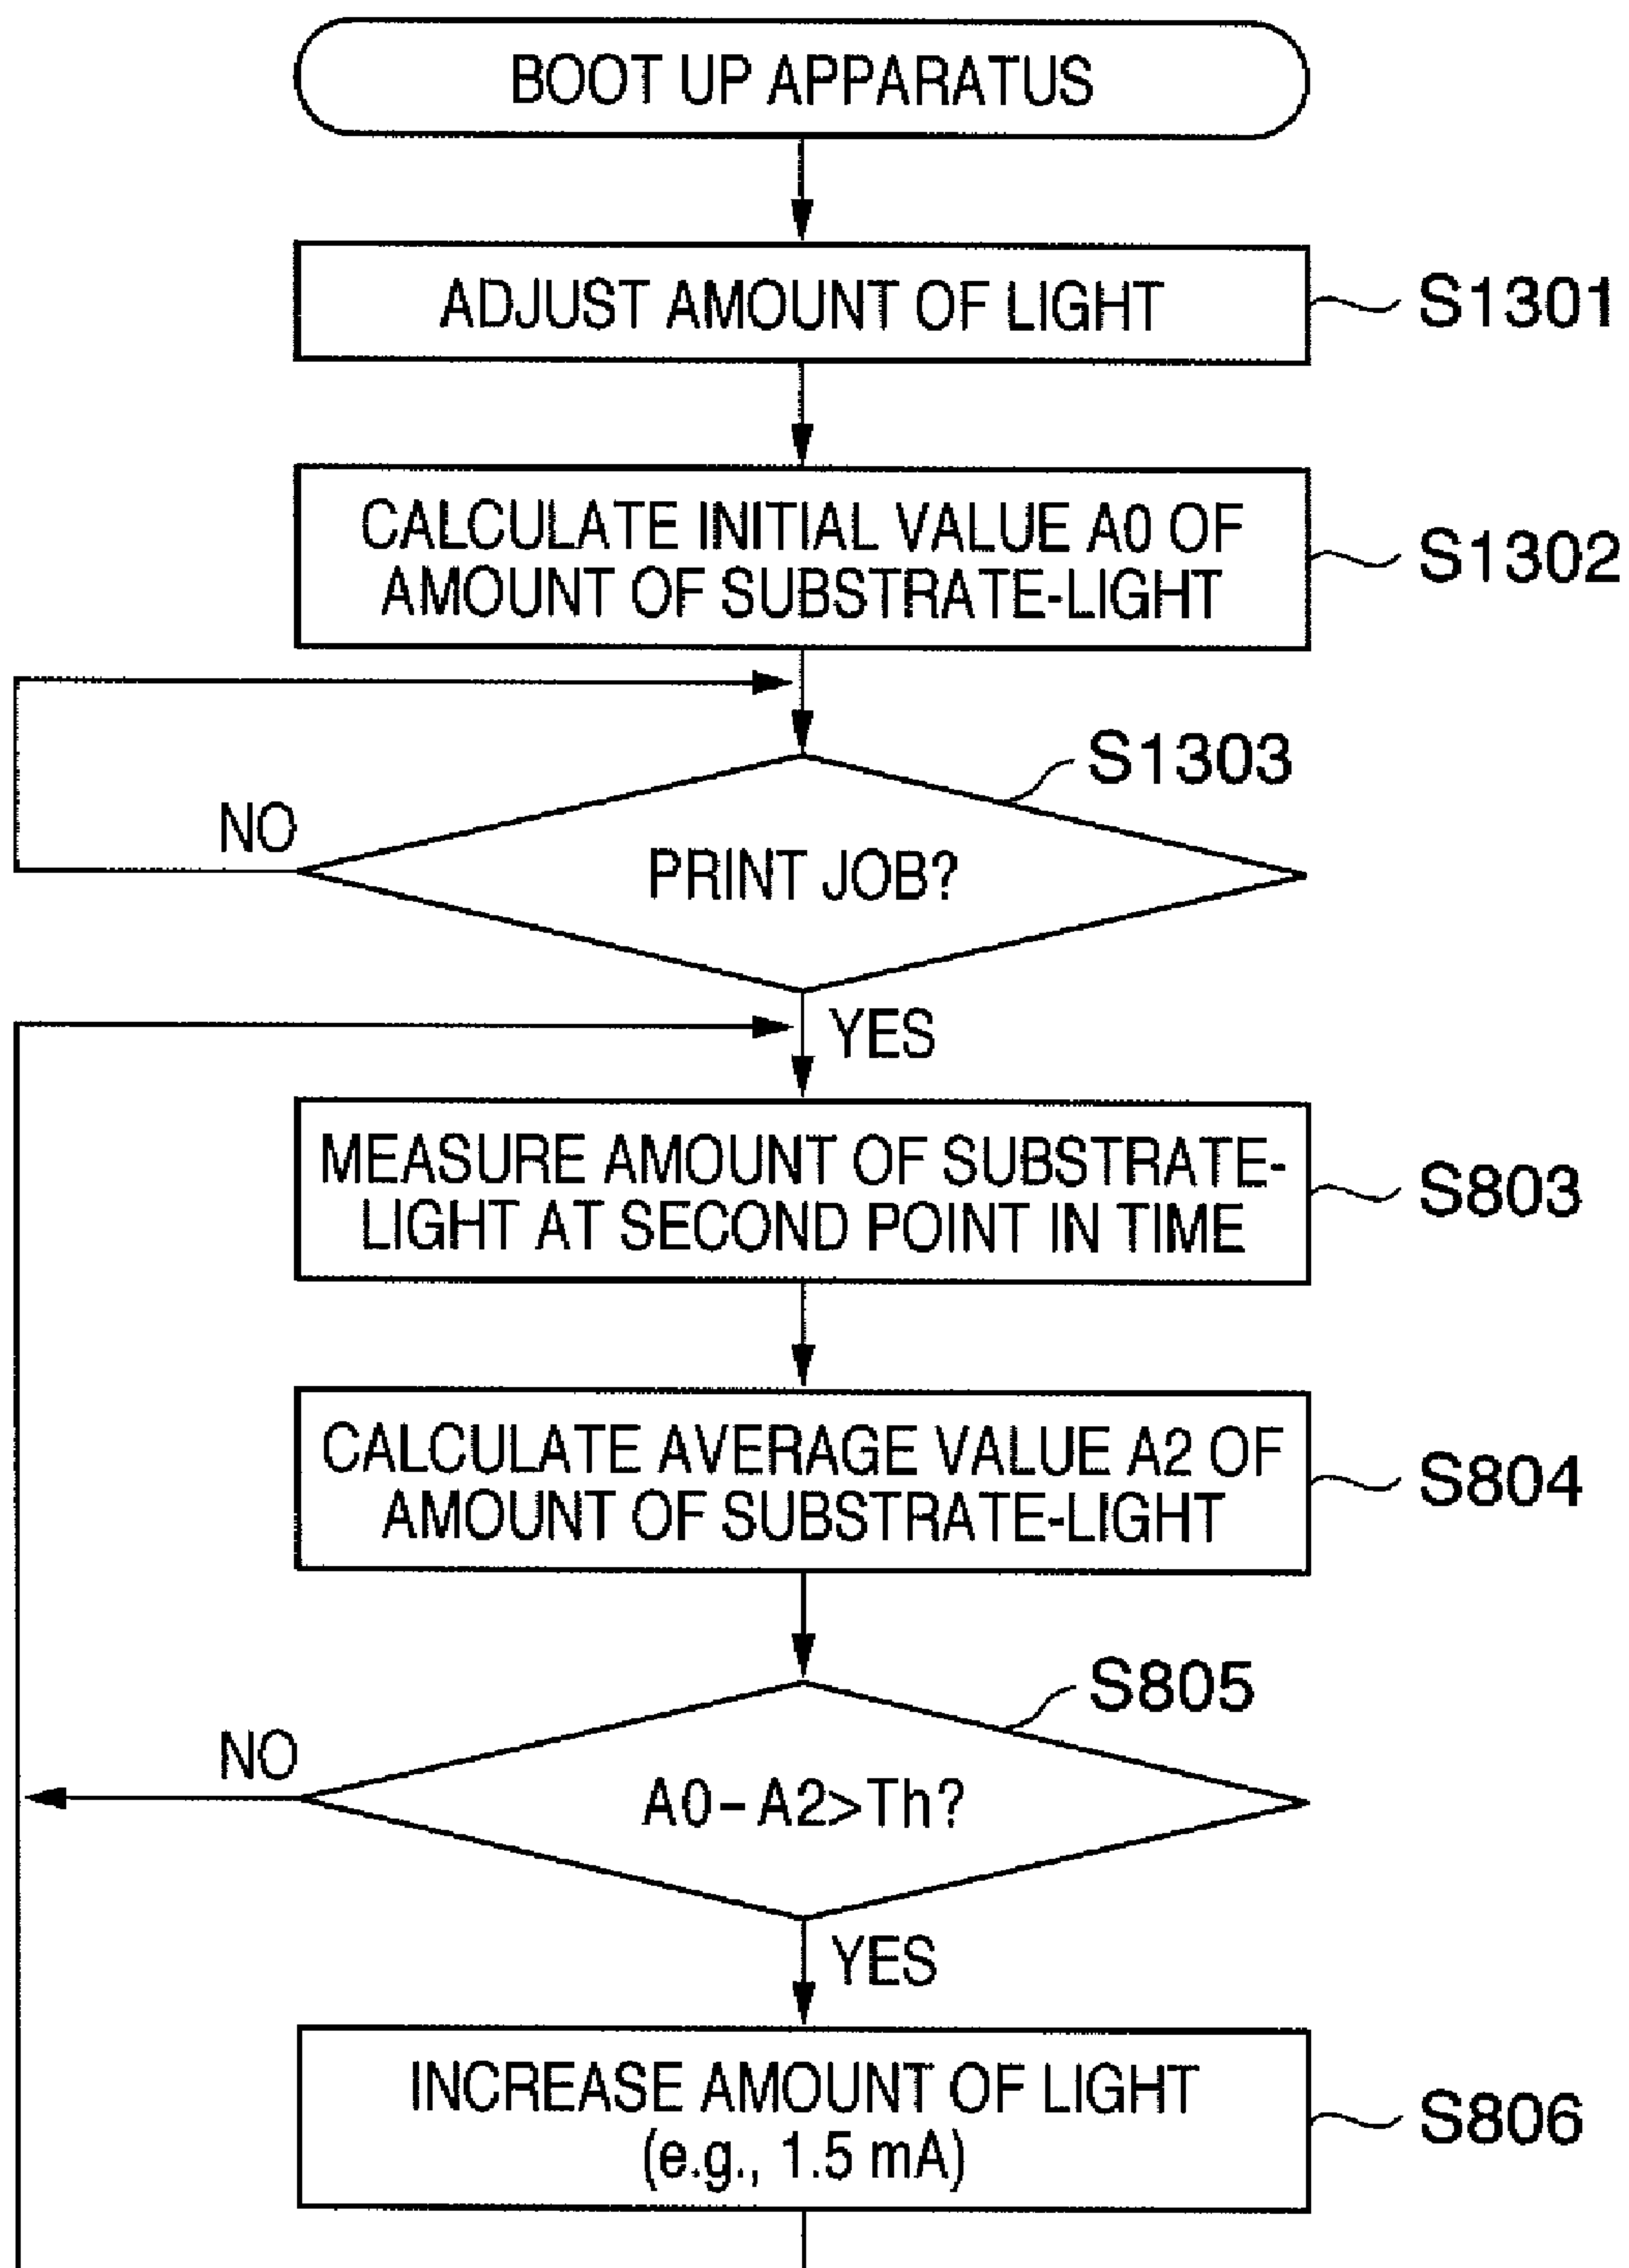 BOOT UP APPARATUS
ADJUST AMOUNT OF LIGHT
S1301
CALCULATE INITIAL VALUE A0 OF
AMOUNT OF SUBSTRATE-LIGHT
S1302
S1303
NO
PRINT JOB?
YES
MEASURE AMOUNT OF SUBSTRATE-
LIGHT AT SECOND POINT IN TIME
S803
CALCULATE AVERAGE VALUE A2 OF
AMOUNT OF SUBSTRATE-LIGHT
S804
S805
NO
A0-A2>Th?
YES
INCREASE AMOUNT OF LIGHT
(e.g., 1.5 mA)
S806